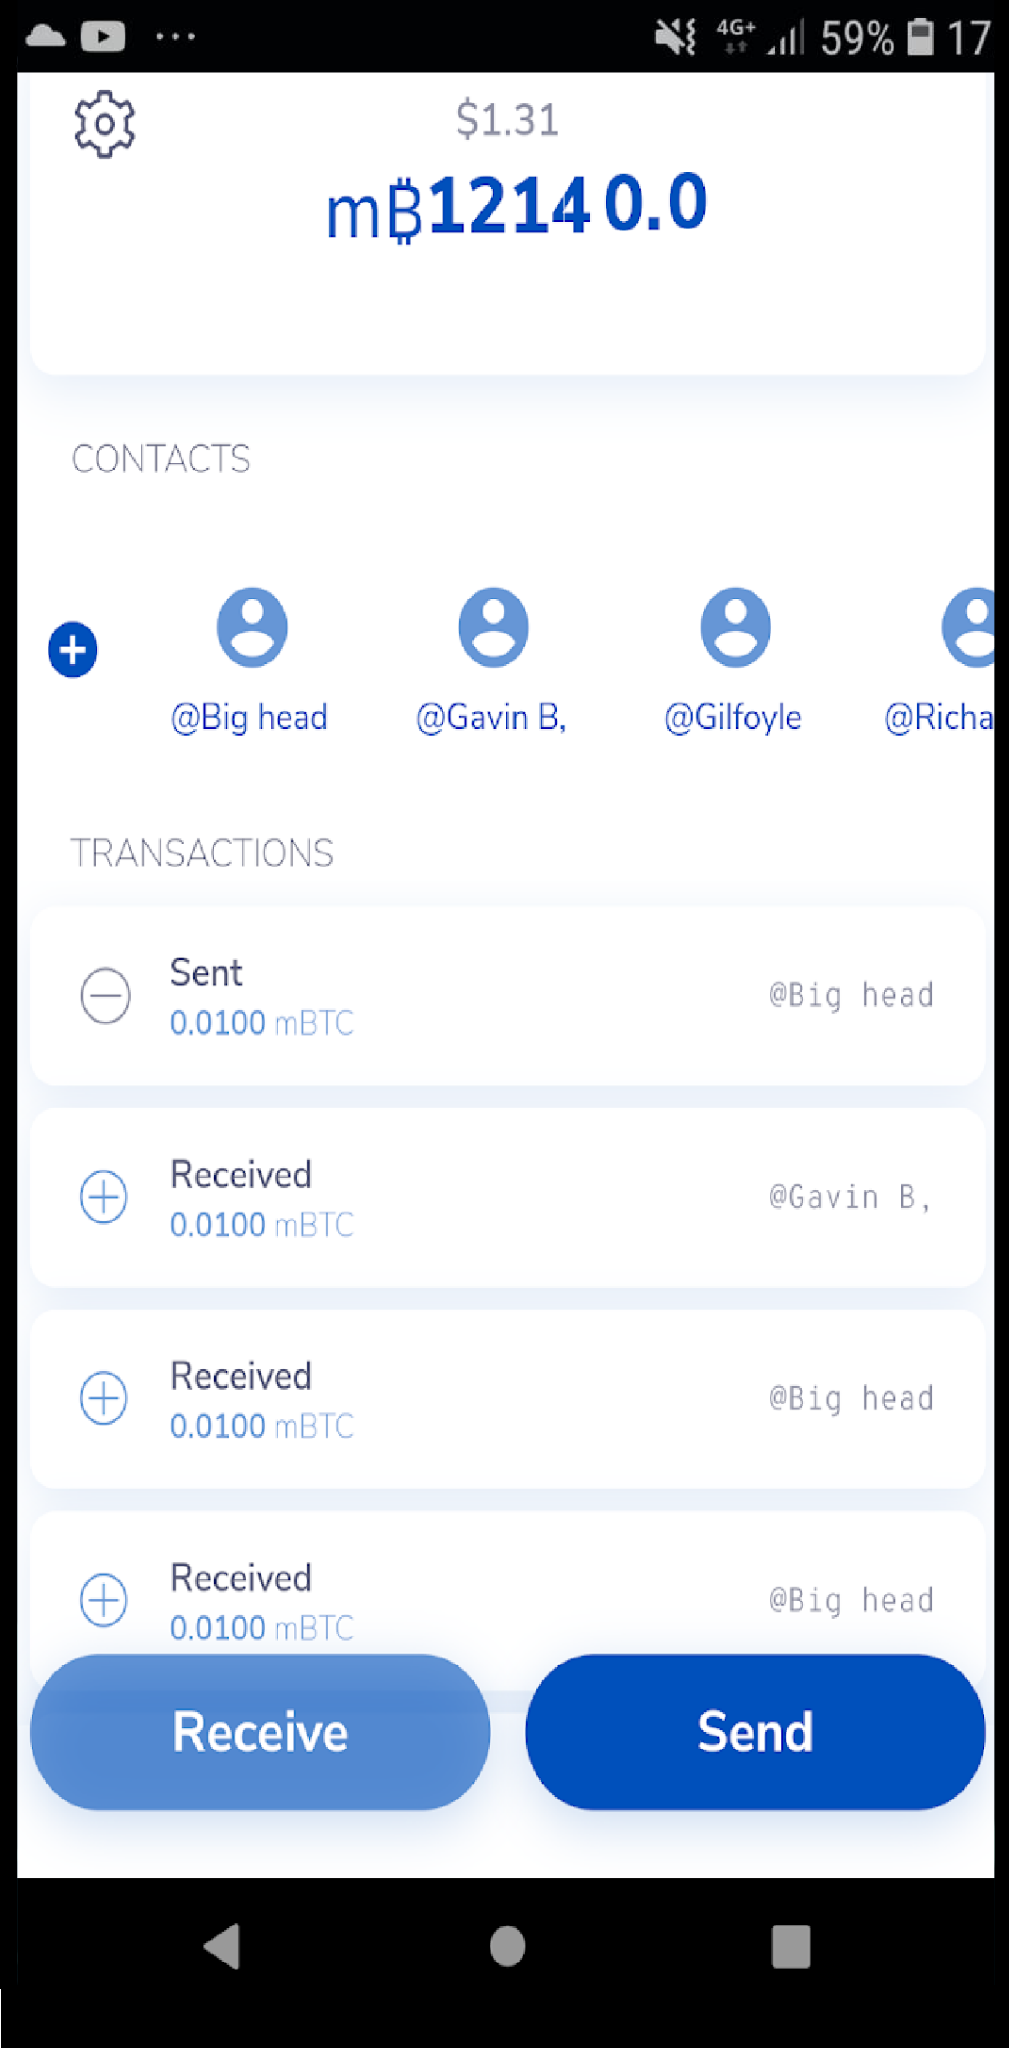 4G+ 59% 17
$1.31
m₿12140.0
CONTACTS
@Big head @Gavin B, @Gilfoyle @Richa
TRANSACTIONS
Sent
@Big head
0.0100 mBTC
Received
@Gavin B,
0.0100 mBTC
Received
@Big head
0.0100 mBTC
Received
@Big head
0.0100 mBTC
Receive Send